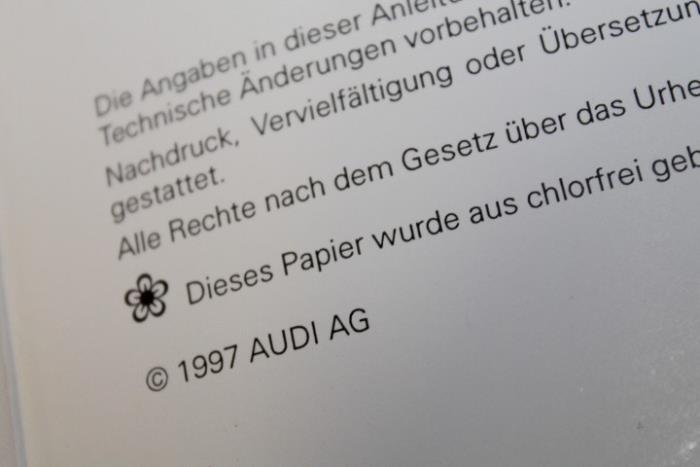 Die Angaben in dieser
Technische Änderungen vorbehalten.
Nachdruck, Vervielfältigung oder
gestattet.
Alle Rechte nach dem Gesetz über das
Dieses Papier wurde aus chlorfrei
© 1997 AUDI AG